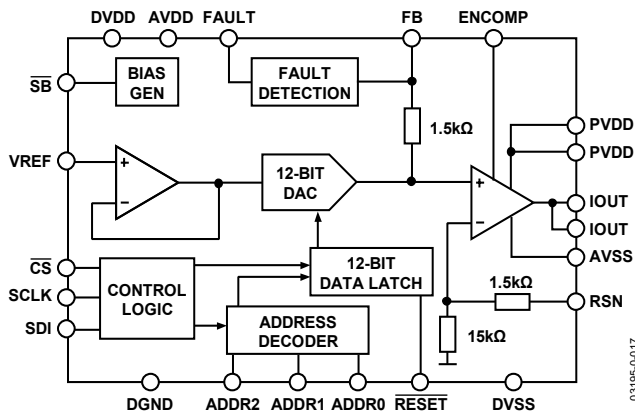 DVDD AVDD FAULT FB ENCOMP
SB
BIAS
GEN
FAULT
DETECTION
1.5kΩ
PVDD
PVDD
VREF
+
–
12-BIT
DAC
+
–
IOUT
IOUT
AVSS
CS
SCLK
SDI
CONTROL
LOGIC
12-BIT
DATA LATCH
1.5kΩ
RSN
ADDRESS
DECODER
15kΩ
DGND ADDR2 ADDR1 ADDR0 RESET DVSS
03195-0-017